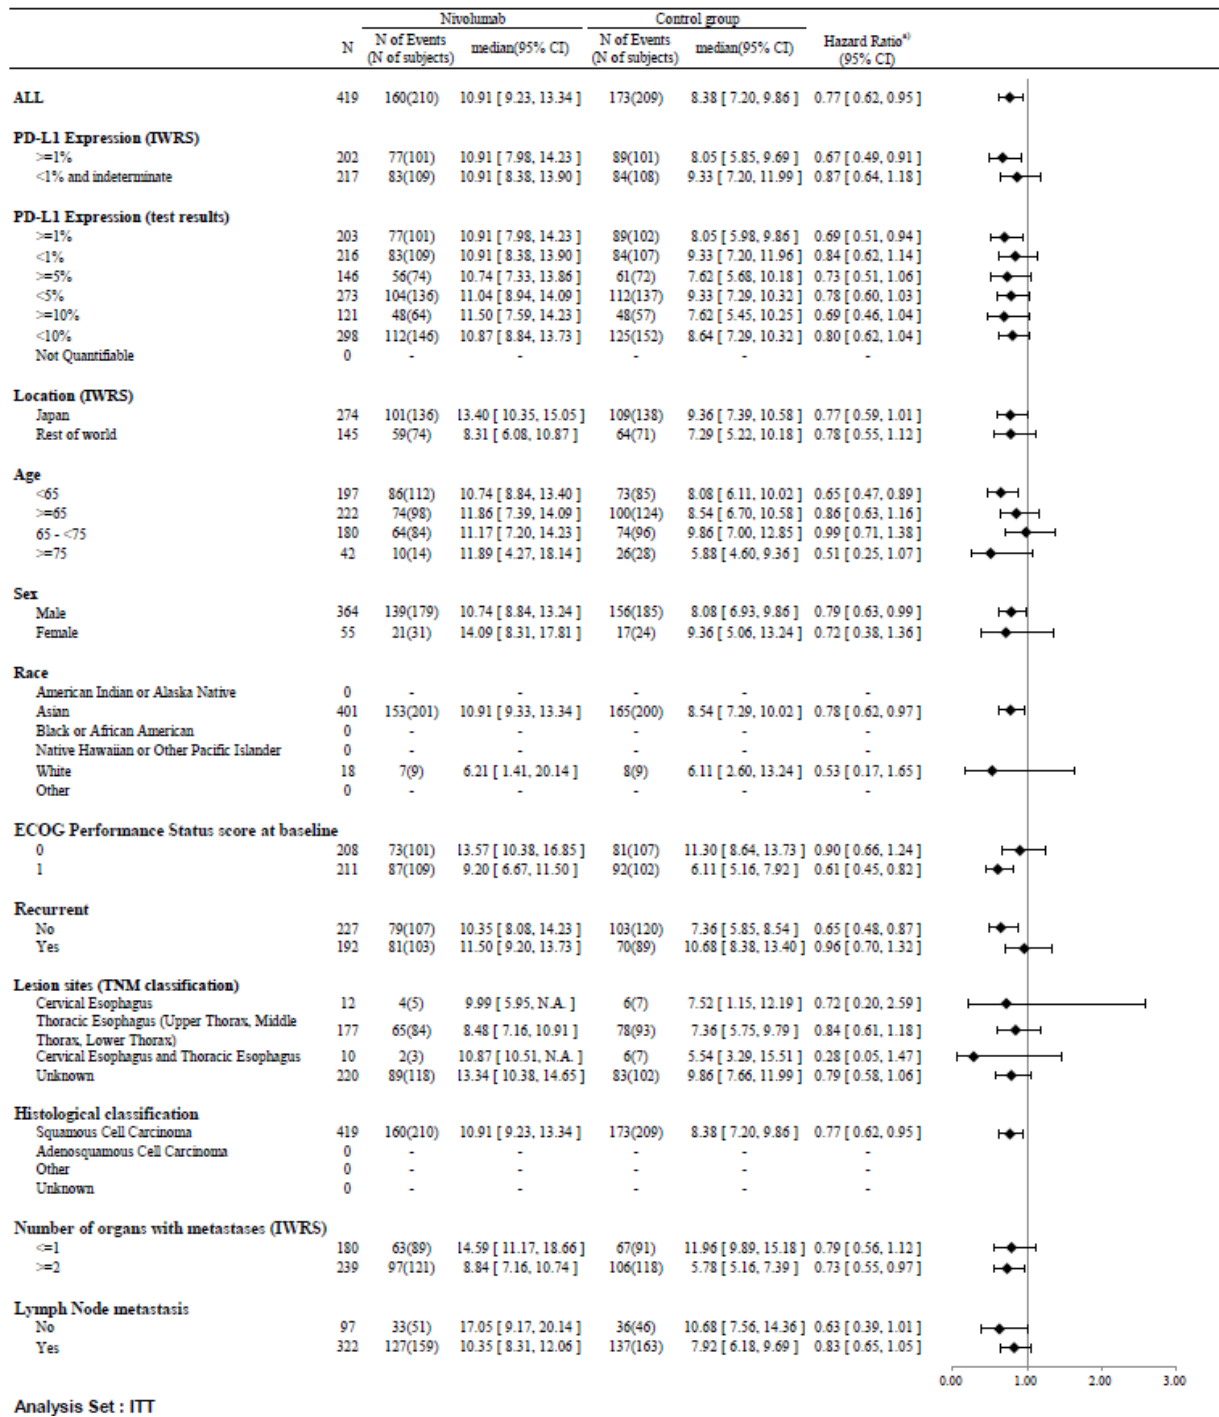 Nivolumab Control group
N N of Events (N of subjects) median(95% CI) N of Events (N of subjects) median(95% CI) Hazard Ratio^a) (95% CI)
ALL 419 160(210) 10.91 [ 9.23, 13.34 ] 173(209) 8.38 [ 7.20, 9.86 ] 0.77 [ 0.62, 0.95 ]
PD-L1 Expression (IWRS)
>=1% 202 77(101) 10.91 [ 7.98, 14.23 ] 89(101) 8.05 [ 5.85, 9.69 ] 0.67 [ 0.49, 0.91 ]
<1% and indeterminate 217 83(109) 10.91 [ 8.38, 13.90 ] 84(108) 9.33 [ 7.20, 11.99 ] 0.87 [ 0.64, 1.18 ]
PD-L1 Expression (test results)
>=1% 203 77(101) 10.91 [ 7.98, 14.23 ] 89(102) 8.05 [ 5.98, 9.86 ] 0.69 [ 0.51, 0.94 ]
<1% 216 83(109) 10.91 [ 8.38, 13.90 ] 84(107) 9.33 [ 7.20, 11.96 ] 0.84 [ 0.62, 1.14 ]
>=5% 146 56(74) 10.74 [ 7.33, 13.86 ] 61(72) 7.62 [ 5.68, 10.18 ] 0.73 [ 0.51, 1.06 ]
<5% 273 104(136) 11.04 [ 8.94, 14.09 ] 112(137) 9.33 [ 7.29, 10.32 ] 0.78 [ 0.60, 1.03 ]
>=10% 121 48(64) 11.50 [ 7.59, 14.23 ] 48(57) 7.62 [ 5.45, 10.25 ] 0.69 [ 0.46, 1.04 ]
<10% 298 112(146) 10.87 [ 8.84, 13.73 ] 125(152) 8.64 [ 7.29, 10.32 ] 0.80 [ 0.62, 1.04 ]
Not Quantifiable 0 - - - - -
Location (IWRS)
Japan 274 101(136) 13.40 [ 10.35, 15.05 ] 109(138) 9.36 [ 7.39, 10.58 ] 0.77 [ 0.59, 1.01 ]
Rest of world 145 59(74) 8.31 [ 6.08, 10.87 ] 64(71) 7.29 [ 5.22, 10.18 ] 0.78 [ 0.55, 1.12 ]
Age
<65 197 86(112) 10.74 [ 8.84, 13.40 ] 73(85) 8.08 [ 6.11, 10.02 ] 0.65 [ 0.47, 0.89 ]
>=65 222 74(98) 11.86 [ 7.39, 14.09 ] 100(124) 8.54 [ 6.70, 10.58 ] 0.86 [ 0.63, 1.16 ]
65 - <75 180 64(84) 11.17 [ 7.20, 14.23 ] 74(96) 9.86 [ 7.00, 12.85 ] 0.99 [ 0.71, 1.38 ]
>=75 42 10(14) 11.89 [ 4.27, 18.14 ] 26(28) 5.88 [ 4.60, 9.36 ] 0.51 [ 0.25, 1.07 ]
Sex
Male 364 139(179) 10.74 [ 8.84, 13.24 ] 156(185) 8.08 [ 6.93, 9.86 ] 0.79 [ 0.63, 0.99 ]
Female 55 21(31) 14.09 [ 8.31, 17.81 ] 17(24) 9.36 [ 5.06, 13.24 ] 0.72 [ 0.38, 1.36 ]
Race
American Indian or Alaska Native 0 - - - - -
Asian 401 153(201) 10.91 [ 9.33, 13.34 ] 165(200) 8.54 [ 7.29, 10.02 ] 0.78 [ 0.62, 0.97 ]
Black or African American 0 - - - - -
Native Hawaiian or Other Pacific Islander 0 - - - - -
White 18 7(9) 6.21 [ 1.41, 20.14 ] 8(9) 6.11 [ 2.60, 13.24 ] 0.53 [ 0.17, 1.65 ]
Other 0 - - - - -
ECOG Performance Status score at baseline
0 208 73(101) 13.57 [ 10.38, 16.85 ] 81(107) 11.30 [ 8.64, 13.73 ] 0.90 [ 0.66, 1.24 ]
1 211 87(109) 9.20 [ 6.67, 11.50 ] 92(102) 6.11 [ 5.16, 7.92 ] 0.61 [ 0.45, 0.82 ]
Recurrent
No 227 79(107) 10.35 [ 8.08, 14.23 ] 103(120) 7.36 [ 5.85, 8.54 ] 0.65 [ 0.48, 0.87 ]
Yes 192 81(103) 11.50 [ 9.20, 13.73 ] 70(89) 10.68 [ 8.38, 13.40 ] 0.96 [ 0.70, 1.32 ]
Lesion sites (TNM classification)
Cervical Esophagus 12 4(5) 9.99 [ 5.95, N.A. ] 6(7) 7.52 [ 1.15, 12.19 ] 0.72 [ 0.20, 2.59 ]
Thoracic Esophagus (Upper Thorax, Middle
Thorax, Lower Thorax) 177 65(84) 8.48 [ 7.16, 10.91 ] 78(93) 7.36 [ 5.75, 9.79 ] 0.84 [ 0.61, 1.18 ]
Cervical Esophagus and Thoracic Esophagus 10 2(3) 10.87 [ 10.51, N.A. ] 6(7) 5.54 [ 3.29, 15.51 ] 0.28 [ 0.05, 1.47 ]
Unknown 220 89(118) 13.34 [ 10.38, 14.65 ] 83(102) 9.86 [ 7.66, 11.99 ] 0.79 [ 0.58, 1.06 ]
Histological classification
Squamous Cell Carcinoma 419 160(210) 10.91 [ 9.23, 13.34 ] 173(209) 8.38 [ 7.20, 9.86 ] 0.77 [ 0.62, 0.95 ]
Adenosquamous Cell Carcinoma 0 - - - - -
Other 0 - - - - -
Unknown 0 - - - - -
Number of organs with metastases (IWRS)
<=1 180 63(89) 14.59 [ 11.17, 18.66 ] 67(91) 11.96 [ 9.89, 15.18 ] 0.79 [ 0.56, 1.12 ]
>=2 239 97(121) 8.84 [ 7.16, 10.74 ] 106(118) 5.78 [ 5.16, 7.39 ] 0.73 [ 0.55, 0.97 ]
Lymph Node metastasis
No 97 33(51) 17.05 [ 9.17, 20.14 ] 36(46) 10.68 [ 7.56, 14.36 ] 0.63 [ 0.39, 1.01 ]
Yes 322 127(159) 10.35 [ 8.31, 12.06 ] 137(163) 7.92 [ 6.18, 9.69 ] 0.83 [ 0.65, 1.05 ]
0.00 1.00 2.00 3.00
Analysis Set : ITT